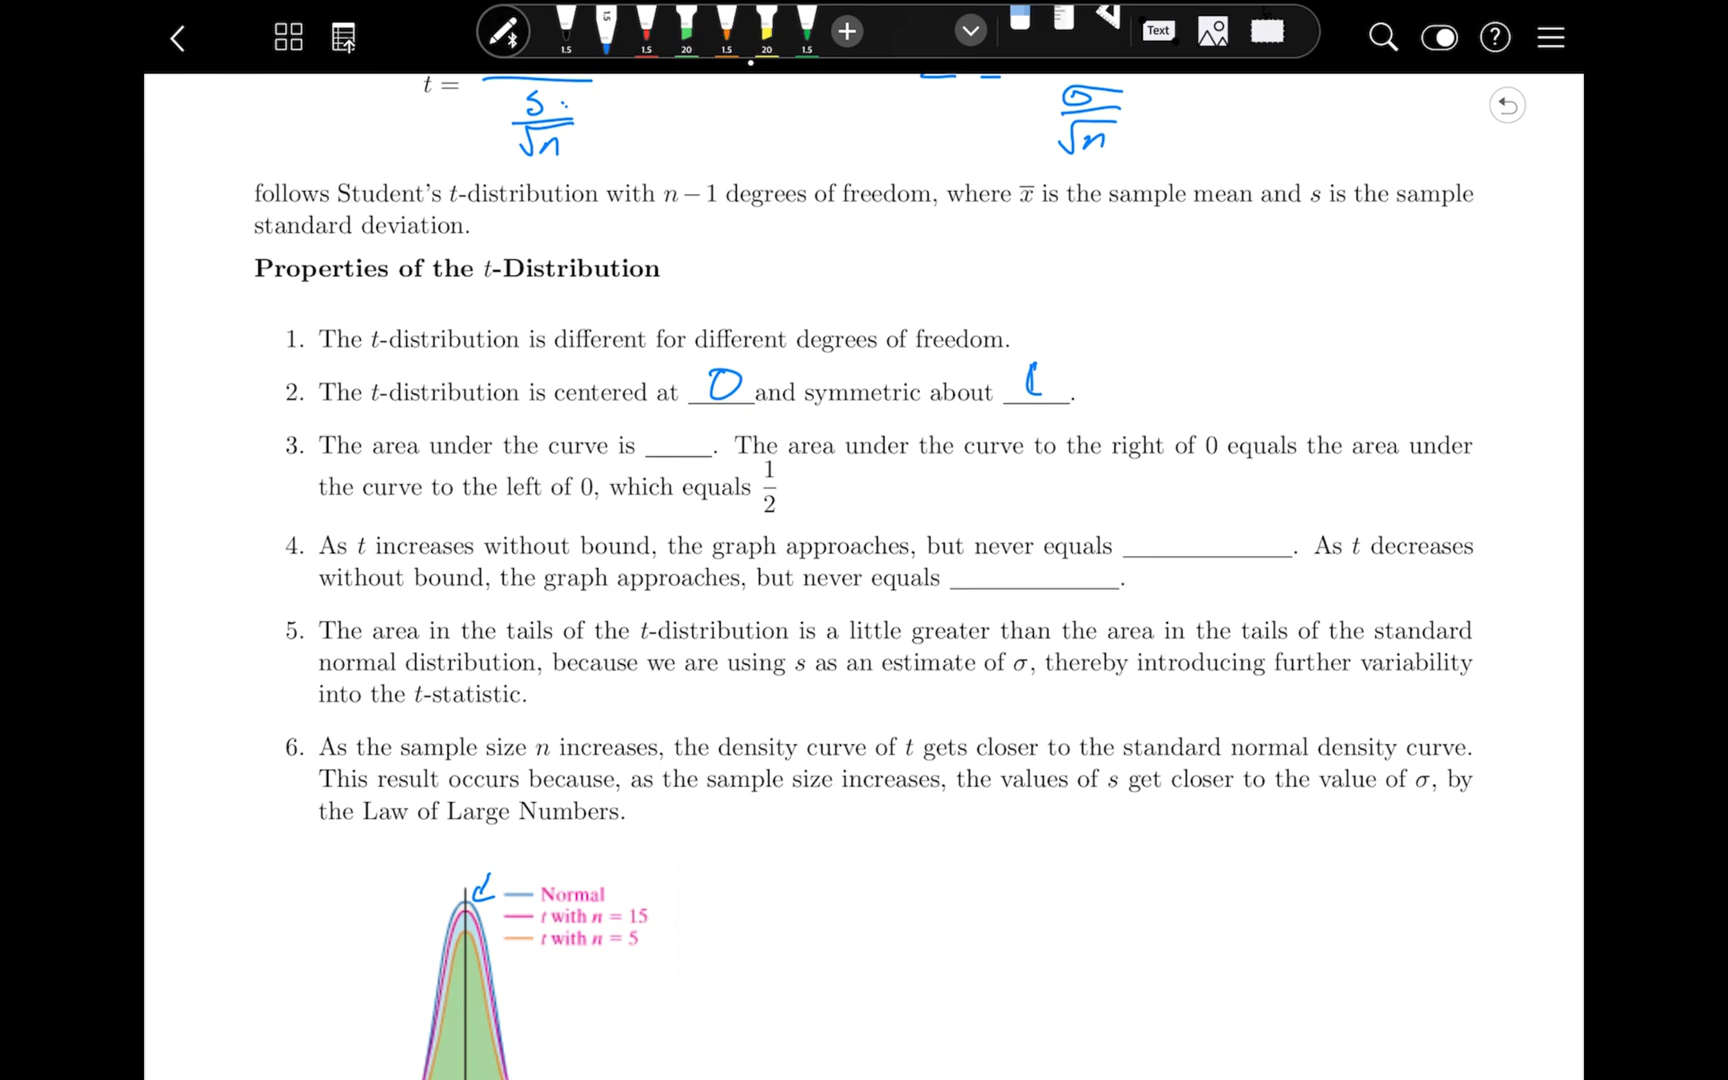 1.5 1.5 1.5 20 1.5 20 1.5 Text ?
t =
s
√n
σ
√n
follows Student's t-distribution with n − 1 degrees of freedom, where x̅ is the sample mean and s is the sample
standard deviation.
Properties of the t-Distribution
1. The t-distribution is different for different degrees of freedom.
2. The t-distribution is centered at 0 and symmetric about ____.
3. The area under the curve is ____. The area under the curve to the right of 0 equals the area under
the curve to the left of 0, which equals 1/2
4. As t increases without bound, the graph approaches, but never equals ____________. As t decreases
without bound, the graph approaches, but never equals ____________.
5. The area in the tails of the t-distribution is a little greater than the area in the tails of the standard
normal distribution, because we are using s as an estimate of σ, thereby introducing further variability
into the t-statistic.
6. As the sample size n increases, the density curve of t gets closer to the standard normal density curve.
This result occurs because, as the sample size increases, the values of s get closer to the value of σ, by
the Law of Large Numbers.
Normal
t with n = 15
t with n = 5